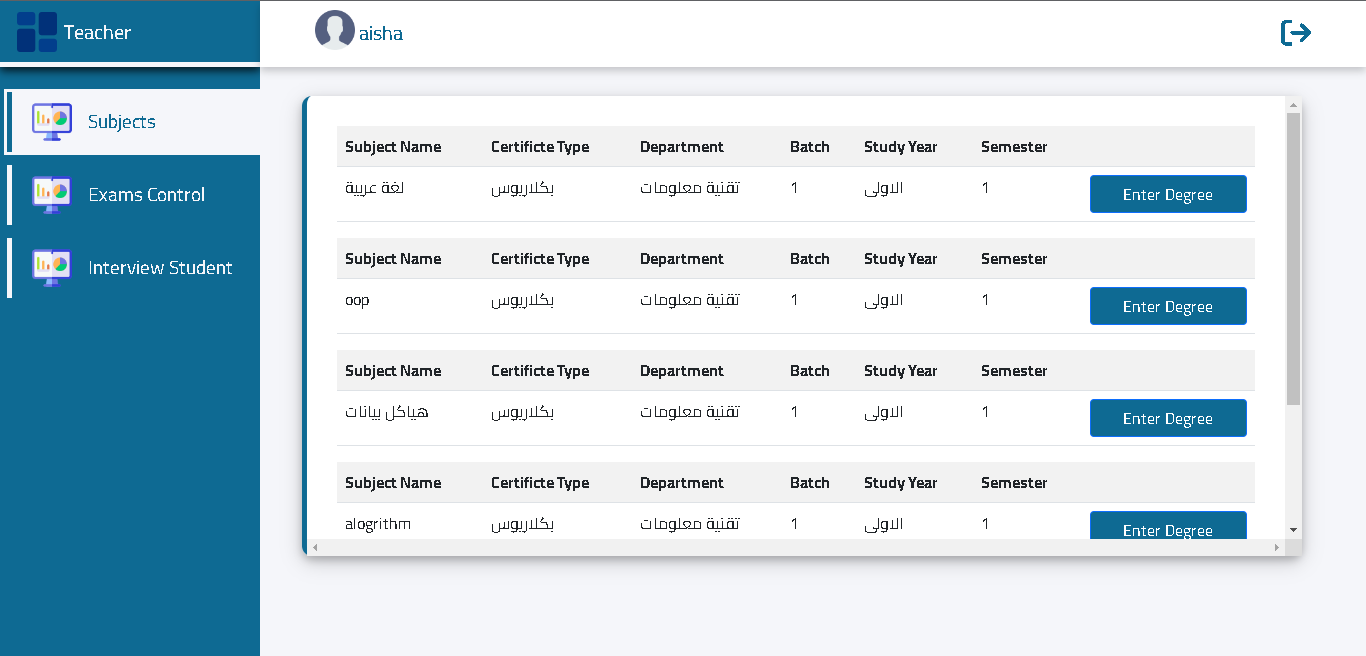 Teacher
aisha
Subjects
Exams Control
Interview Student
Subject Name Certificte Type Department Batch Study Year Semester
لغة عربية بكلاريوس تقنية معلومات 1 الاولى 1 Enter Degree
Subject Name Certificte Type Department Batch Study Year Semester
oop بكلاريوس تقنية معلومات 1 الاولى 1 Enter Degree
Subject Name Certificte Type Department Batch Study Year Semester
هياكل بيانات بكلاريوس تقنية معلومات 1 الاولى 1 Enter Degree
Subject Name Certificte Type Department Batch Study Year Semester
alogrithm بكلاريوس تقنية معلومات 1 الاولى 1 Enter Degree